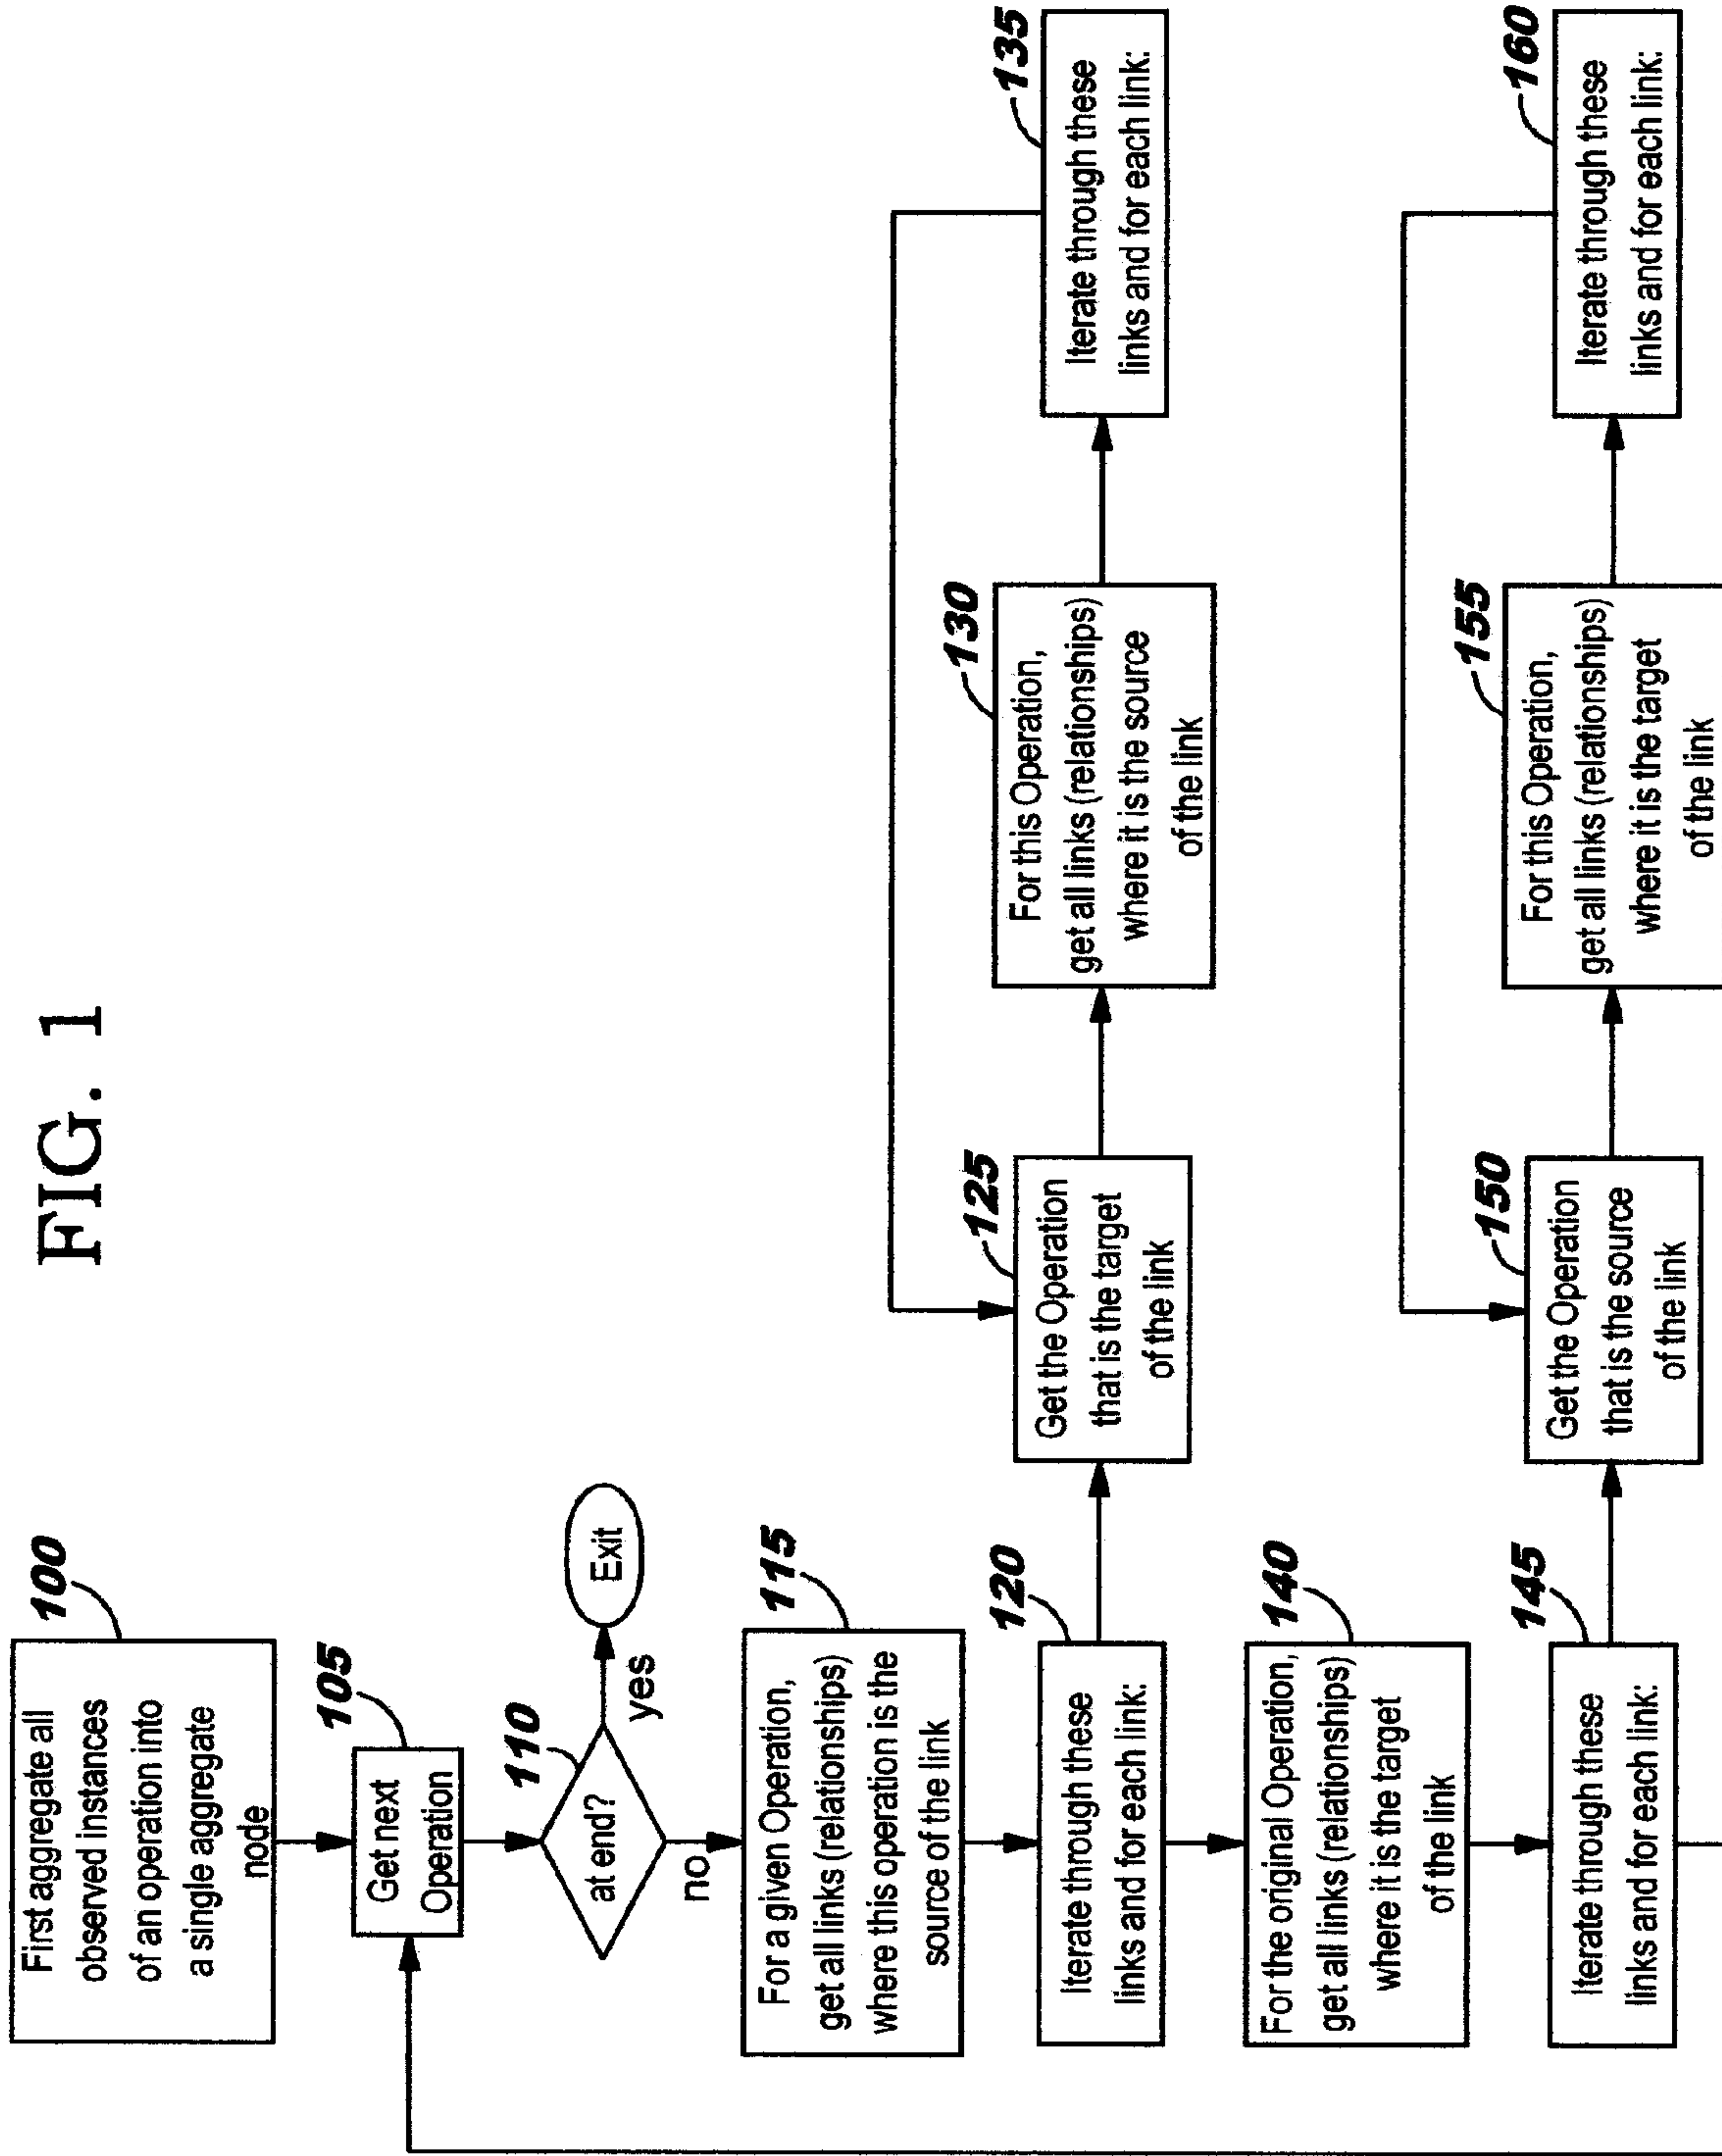 FIG. 1
100
First aggregate all
observed instances
of an operation into
a single aggregate
node
105
Get next
Operation
110
at end?
yes
Exit
no
115
For a given Operation,
get all links (relationships)
where this operation is the
source of the link
120
Iterate through these
links and for each link:
125
Get the Operation
that is the target
of the link
130
For this Operation,
get all links (relationships)
where it is the source
of the link
135
Iterate through these
links and for each link:
140
For the original Operation,
get all links (relationships)
where it is the target
of the link
145
Iterate through these
links and for each link:
150
Get the Operation
that is the source
of the link
155
For this Operation,
get all links (relationships)
where it is the target
of the link
160
Iterate through these
links and for each link: